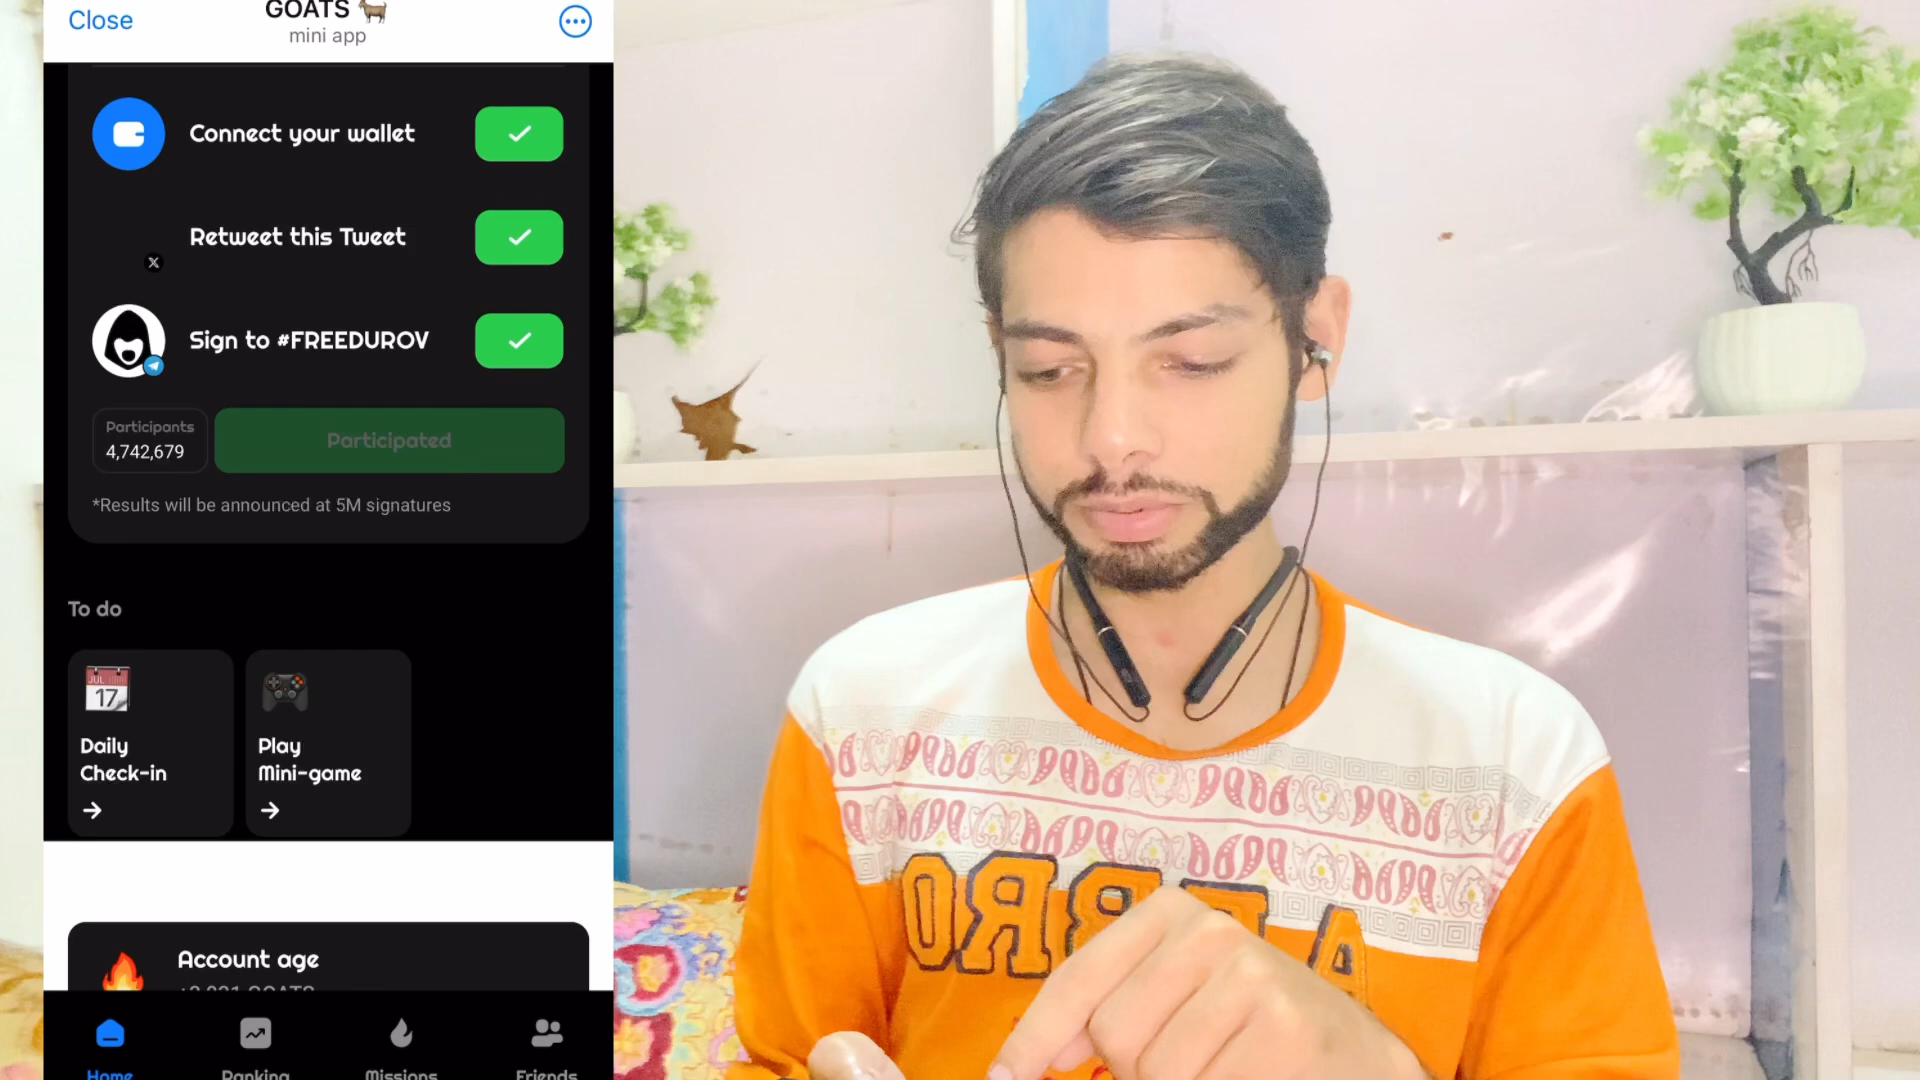 Close
GOATS
mini app
Connect your wallet
Retweet this Tweet
X
Sign to #FREEDUROV
Participants
4,742,679
Participated
*Results will be announced at 5M signatures
To do
JUL
17
Daily
Check-in
Play
Mini-game
Account age
GOATS
Home
Ranking
Missions
Friends